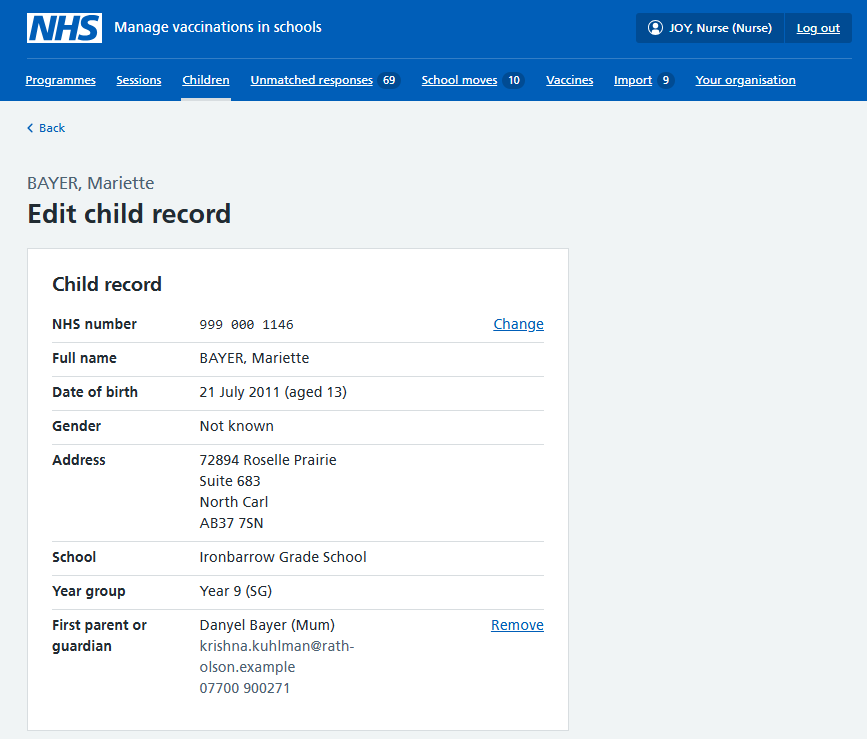 NHS Manage vaccinations in schools JOY, Nurse (Nurse) Log out
Programmes Sessions Children Unmatched responses 69 School moves 10 Vaccines Import 9 Your organisation
Back
BAYER, Mariette
Edit child record
Child record
NHS number 999 000 1146 Change
Full name BAYER, Mariette
Date of birth 21 July 2011 (aged 13)
Gender Not known
Address 72894 Roselle Prairie
Suite 683
North Carl
AB37 7SN
School Ironbarrow Grade School
Year group Year 9 (SG)
First parent or Danyel Bayer (Mum) Remove
guardian krishna.kuhlman@rath-
olson.example
07700 900271